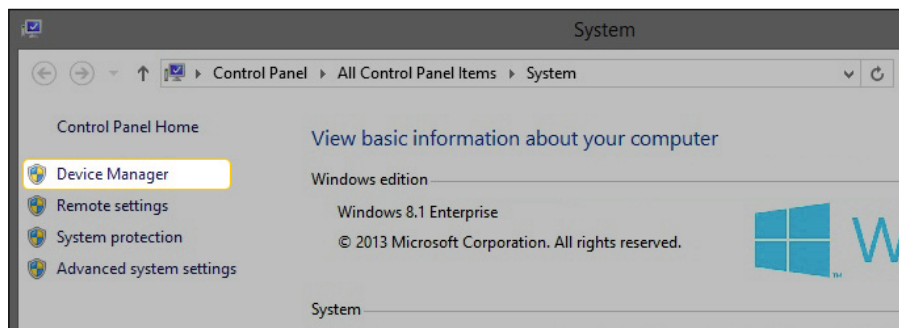 System
Control Panel ▸ All Control Panel Items ▸ System
Control Panel Home
Device Manager
Remote settings
System protection
Advanced system settings
View basic information about your computer
Windows edition
Windows 8.1 Enterprise
© 2013 Microsoft Corporation. All rights reserved.
W
TM
System